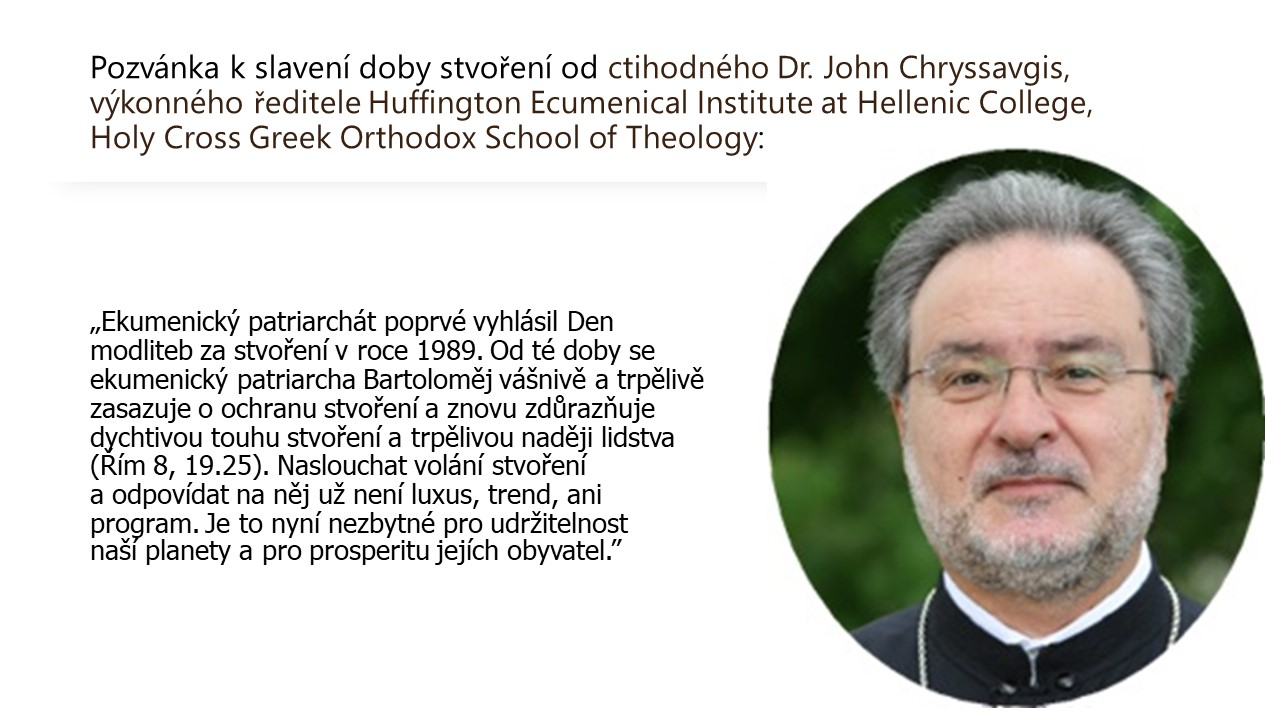 Pozvánka k slavení doby stvoření od ctihodného Dr. John Chryssavgis,
výkonného ředitele Huffington Ecumenical Institute at Hellenic College,
Holy Cross Greek Orthodox School of Theology:
„Ekumenický patriarchát poprvé vyhlásil Den
modliteb za stvoření v roce 1989. Od té doby se
ekumenický patriarcha Bartoloměj vášnivě a trpělivě
zasazuje o ochranu stvoření a znovu zdůrazňuje
dychtivou touhu stvoření a trpělivou naději lidstva
(Řím 8, 19.25). Naslouchat volání stvoření
a odpovídat na něj už není luxus, trend, ani
program. Je to nyní nezbytné pro udržitelnost
naší planety a pro prosperitu jejích obyvatel.”